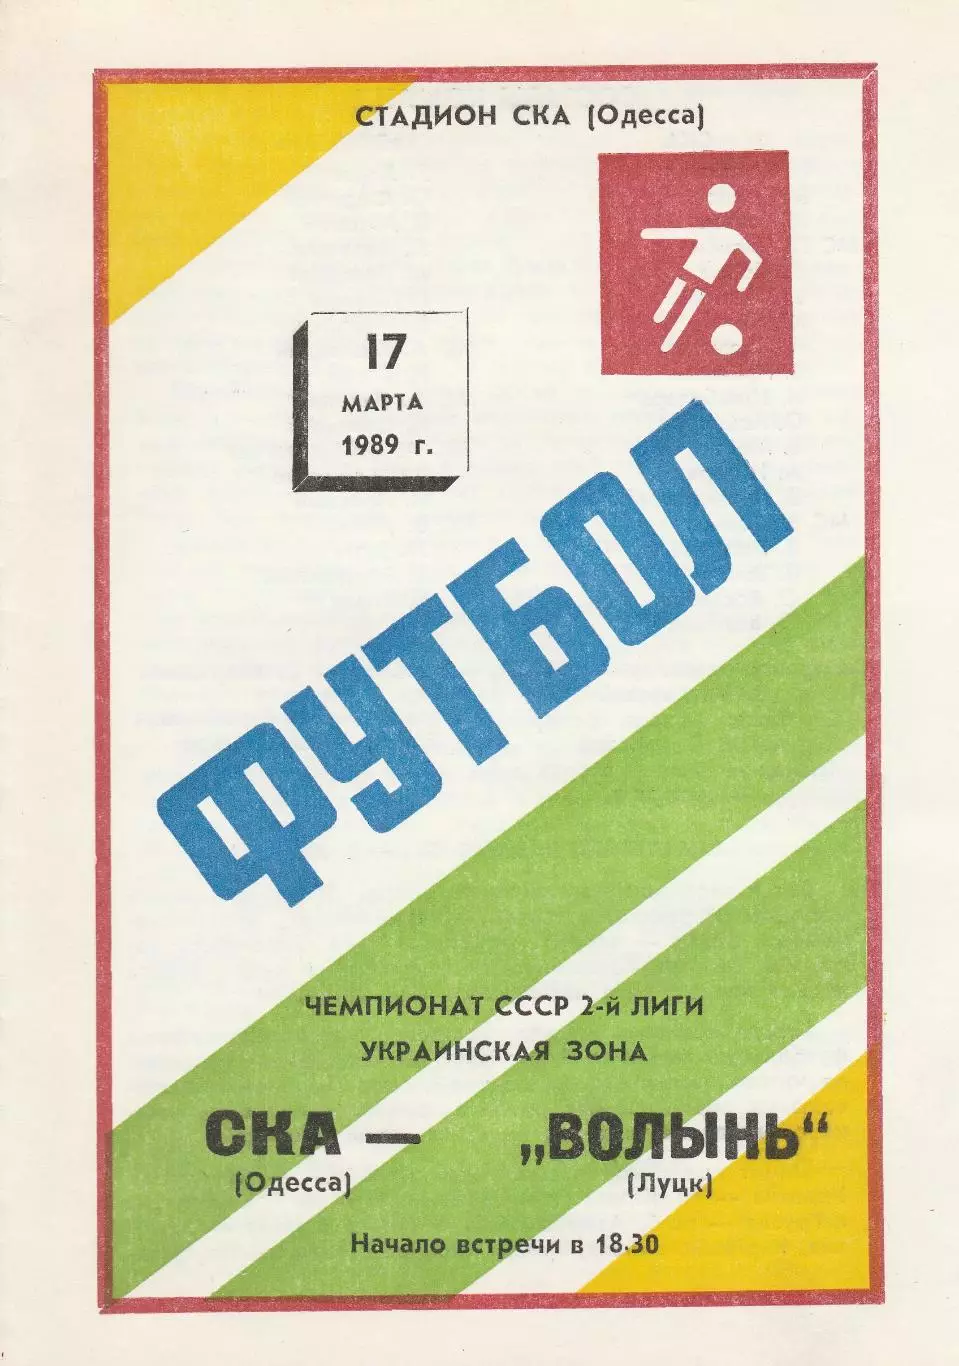 СТАДИОН СКА (Одесса)
17
МАРТА
1989 г.
ФУТБОЛ
ЧЕМПИОНАТ СССР 2-й ЛИГИ
УКРАИНСКАЯ ЗОНА
СКА — „ВОЛЫНЬ“
(Одесса) (Луцк)
Начало встречи в 18.30